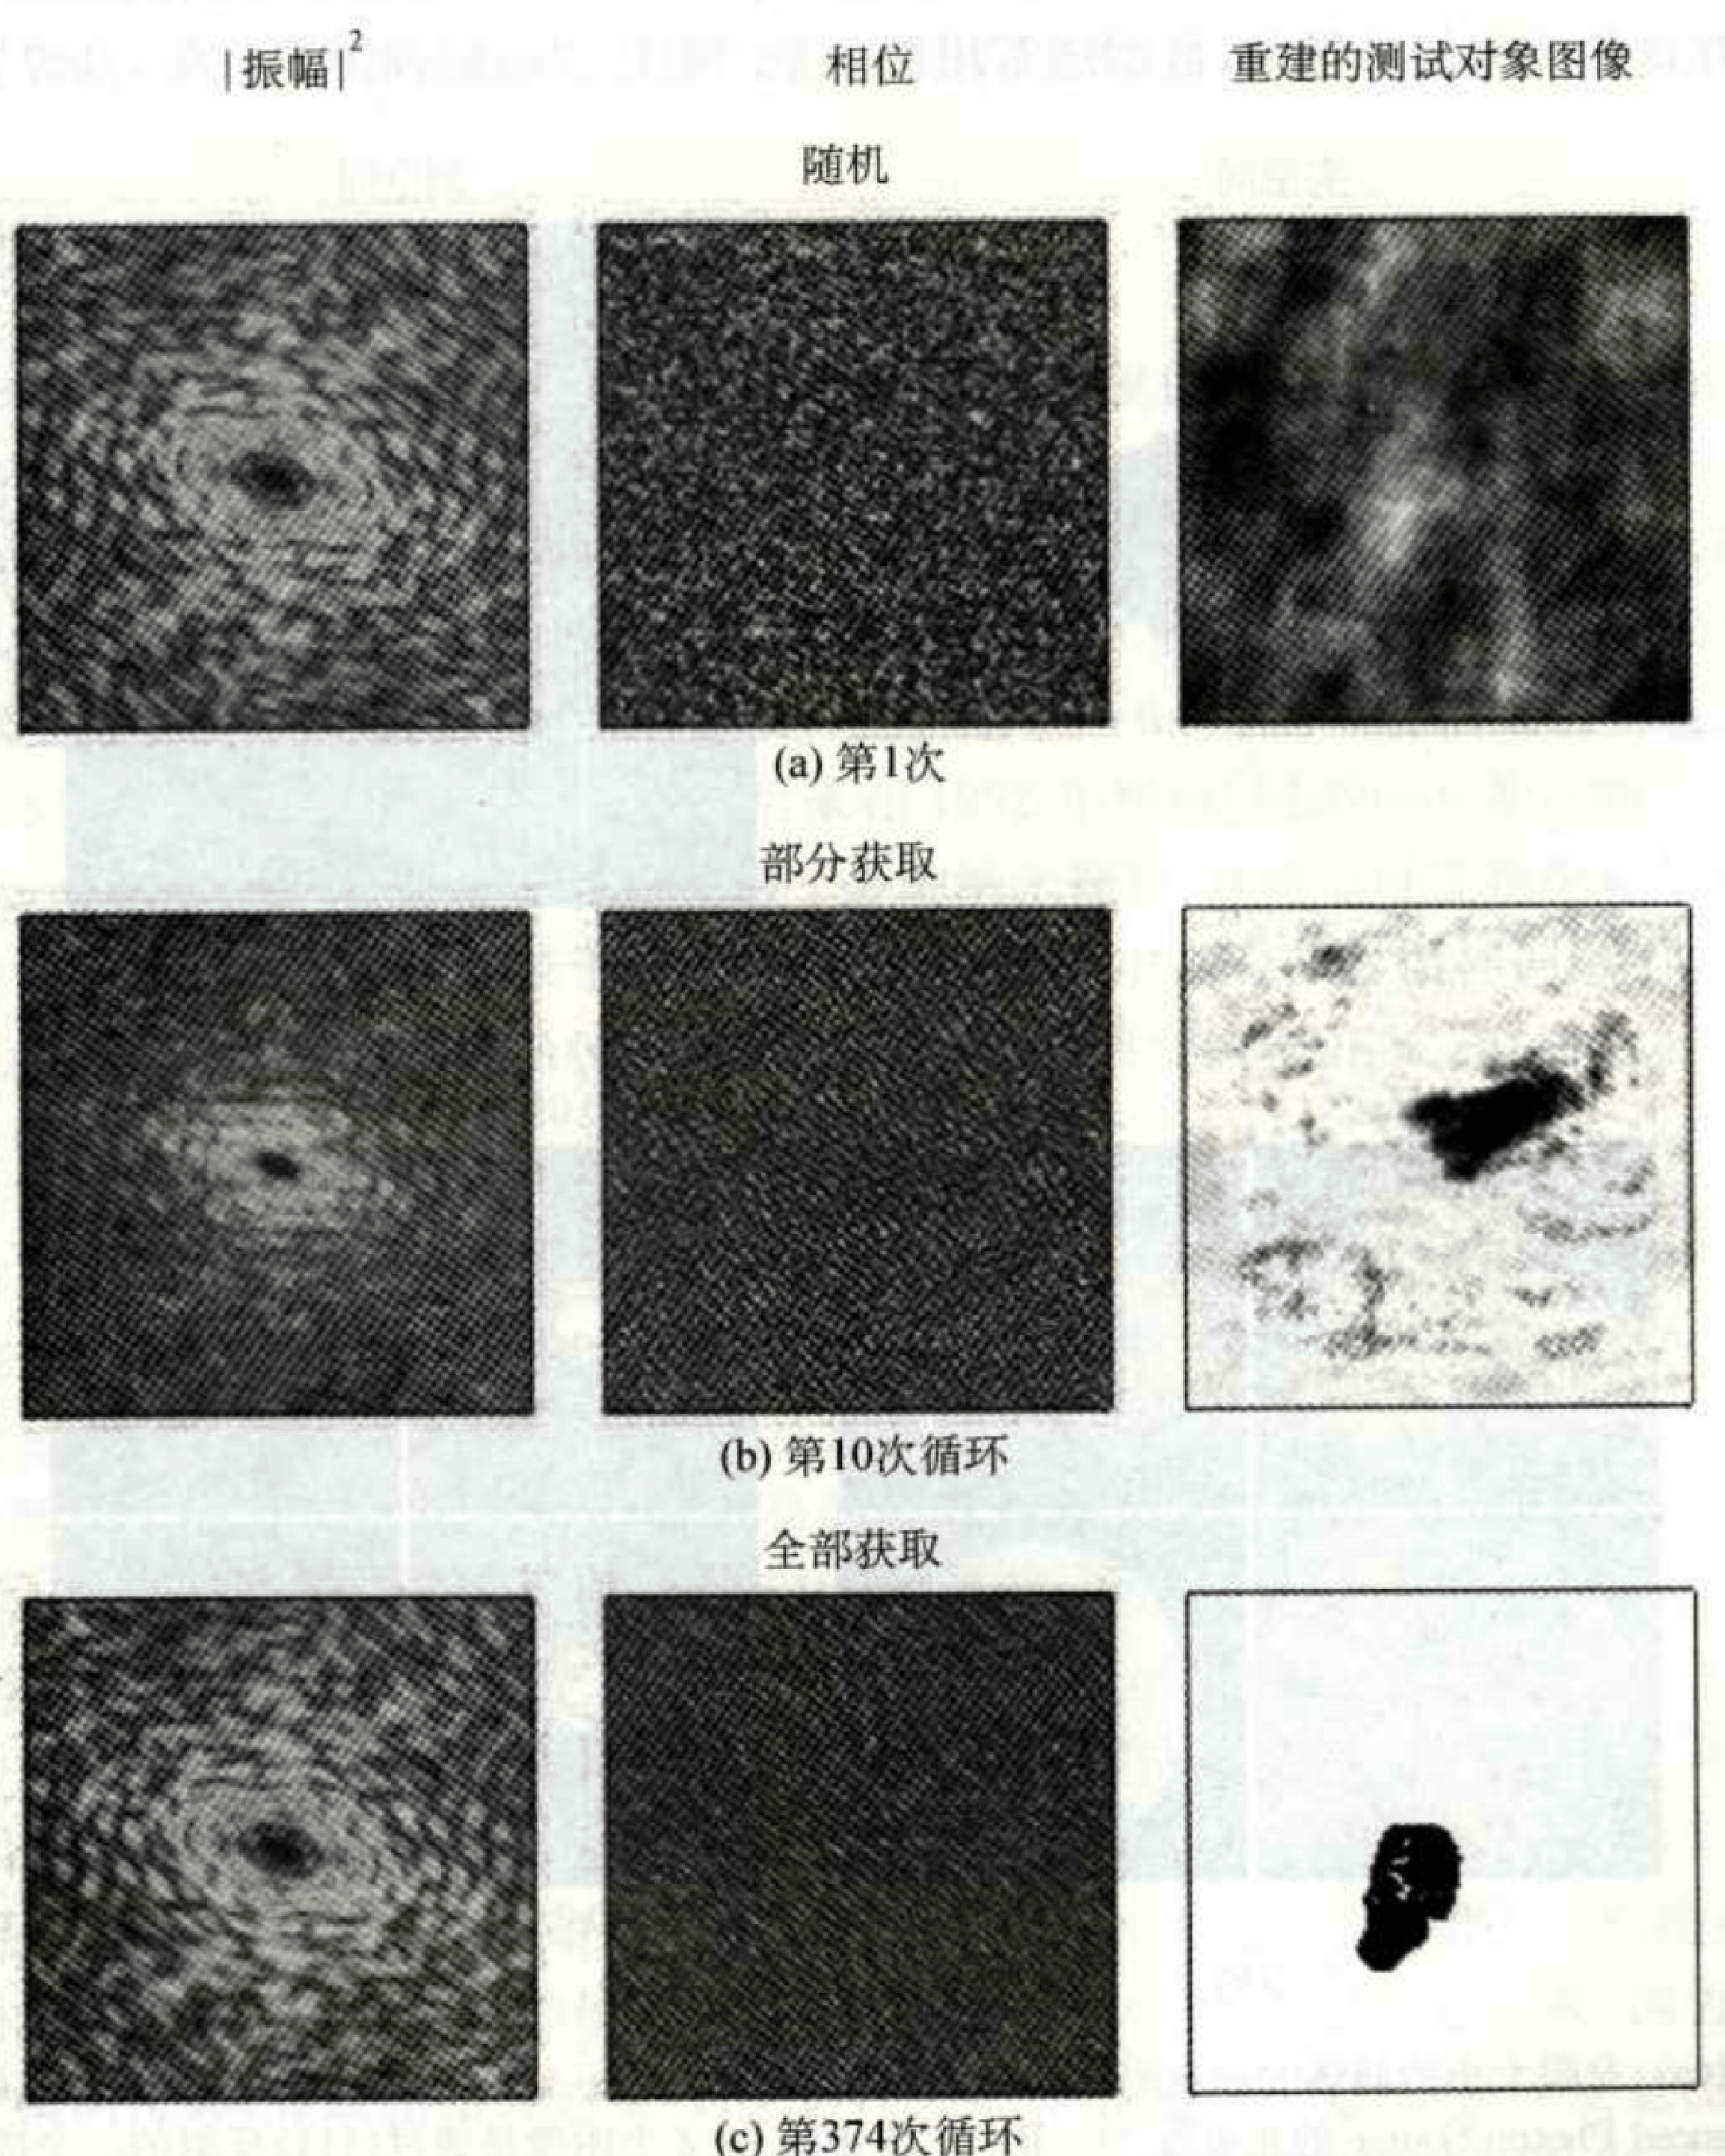 |振幅|² 相位 重建的测试对象图像
随机
(a) 第1次
部分获取
(b) 第10次循环
全部获取
(c) 第374次循环